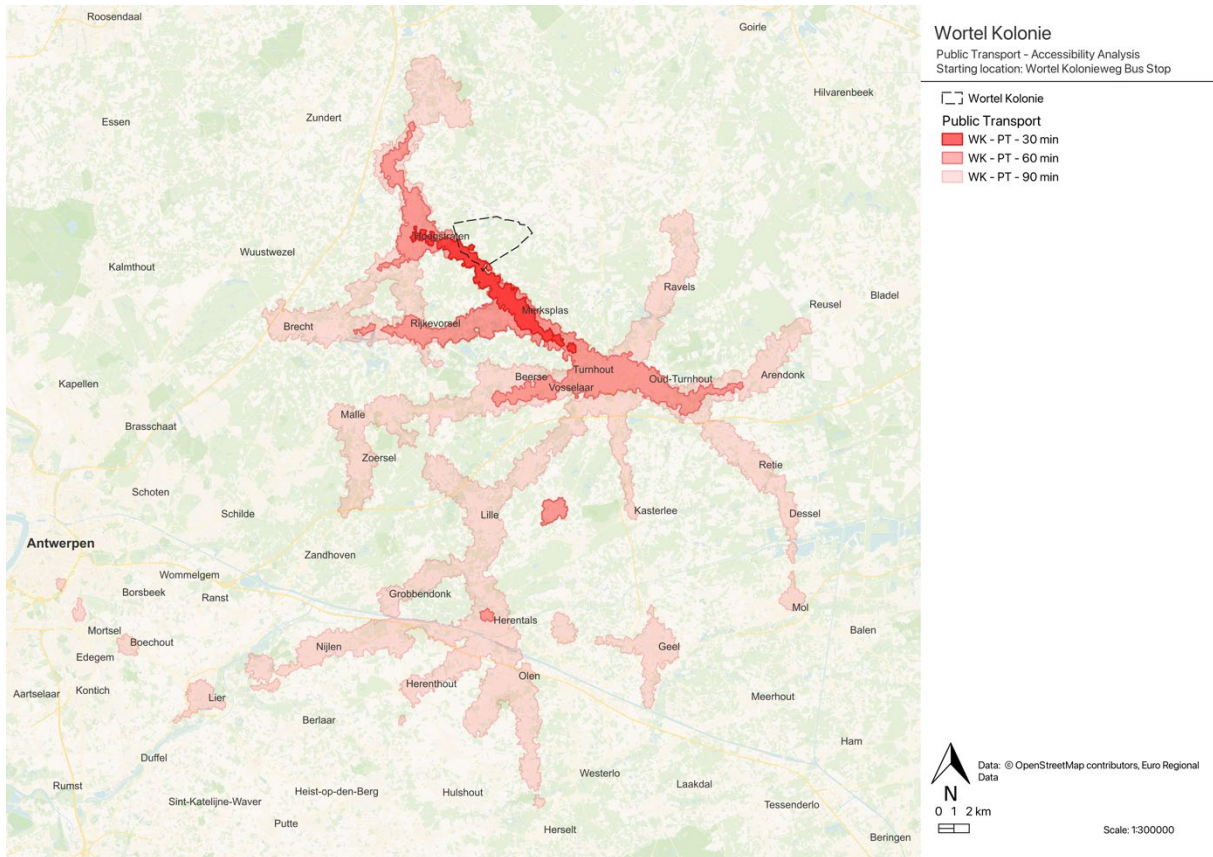 Wortel Kolonie
Public Transport - Accessibility Analysis
Starting location: Wortel Kolonieweg Bus Stop
Wortel Kolonie
Public Transport
WK - PT - 30 min
WK - PT - 60 min
WK - PT - 90 min
Roosendaal
Goirle
Hilvarenbeek
Essen
Zundert
Hoogstraten
Wuustwezel
Kalmthout
Ravels
Bladel
Reusel
Merksplas
Brecht
Rijkevorsel
Turnhout
Kapellen
Beerse
Vosselaar
Oud-Turnhout
Arendonk
Malle
Brasschaat
Zoersel
Retie
Schoten
Schilde
Lille
Kasterlee
Dessel
Antwerpen
Zandhoven
Wommelgem
Borsbeek
Ranst
Grobbendonk
Mol
Mortsel
Boechout
Herentals
Balen
Edegem
Nijlen
Geel
Aartselaar
Kontich
Lier
Herenthout
Olen
Meerhout
Berlaar
Duffel
Ham
Westerlo
Rumst
Sint-Katelijne-Waver
Heist-op-den-Berg
Hulshout
Laakdal
Tessenderlo
Putte
Herselt
Beringen
Data: © OpenStreetMap contributors, Euro Regional
Data
N
0 1 2 km
Scale: 1:300000